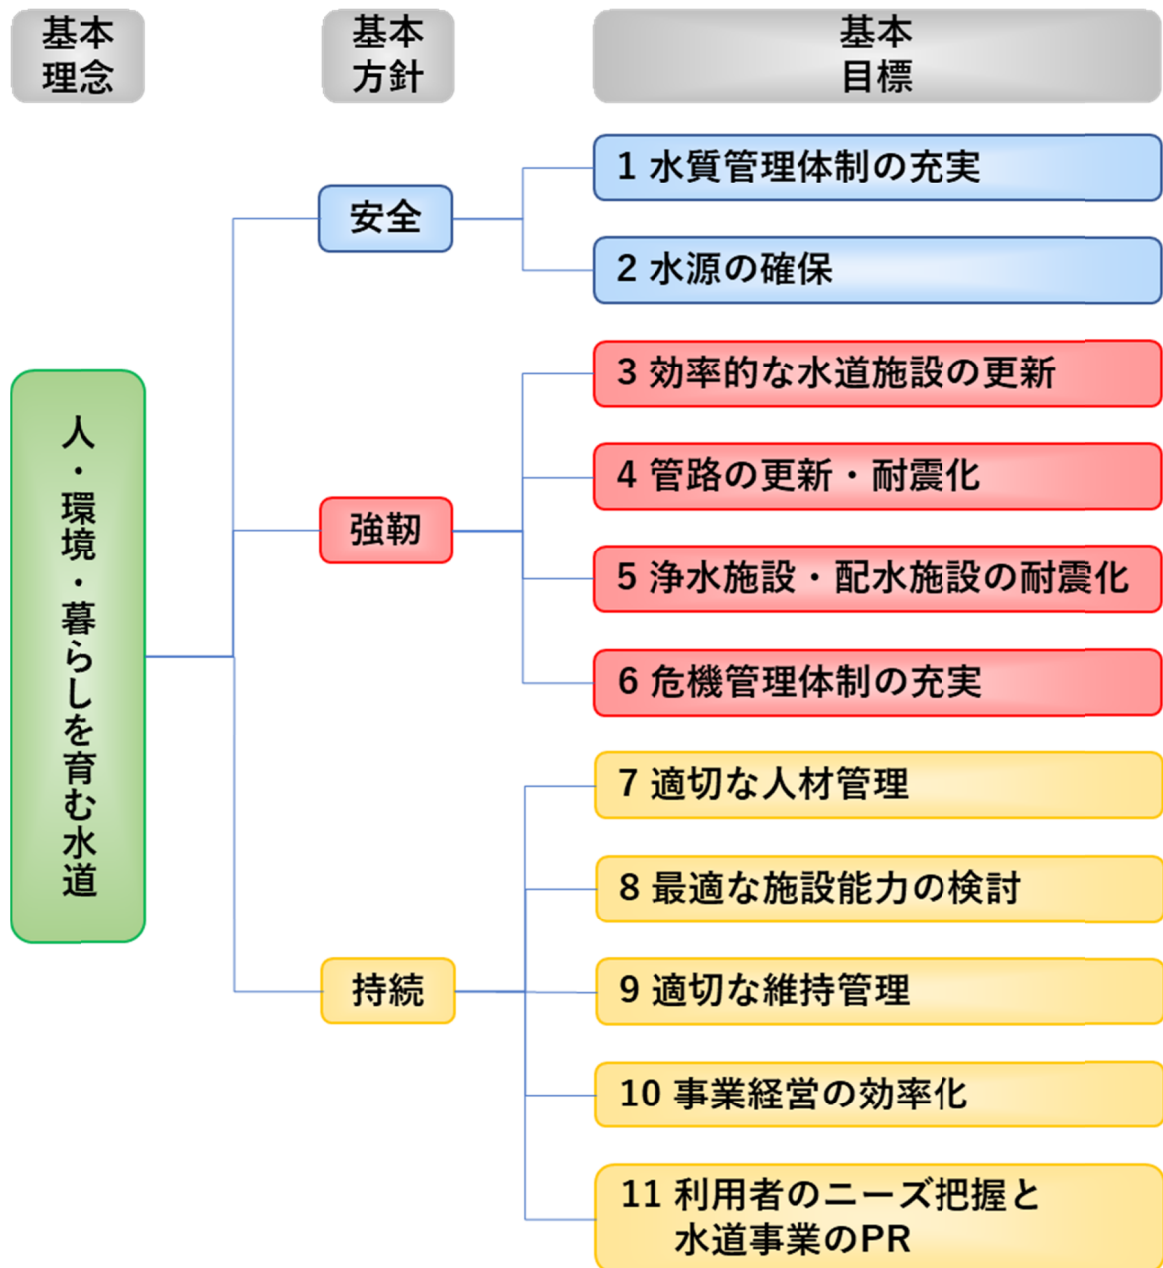 基本
理念
基本
方針
基本
目標
人・環境・暮らしを育む水道
安全
1 水質管理体制の充実
2 水源の確保
強靭
3 効率的な水道施設の更新
4 管路の更新・耐震化
5 浄水施設・配水施設の耐震化
6 危機管理体制の充実
持続
7 適切な人材管理
8 最適な施設能力の検討
9 適切な維持管理
10 事業経営の効率化
11 利用者のニーズ把握と
水道事業のPR